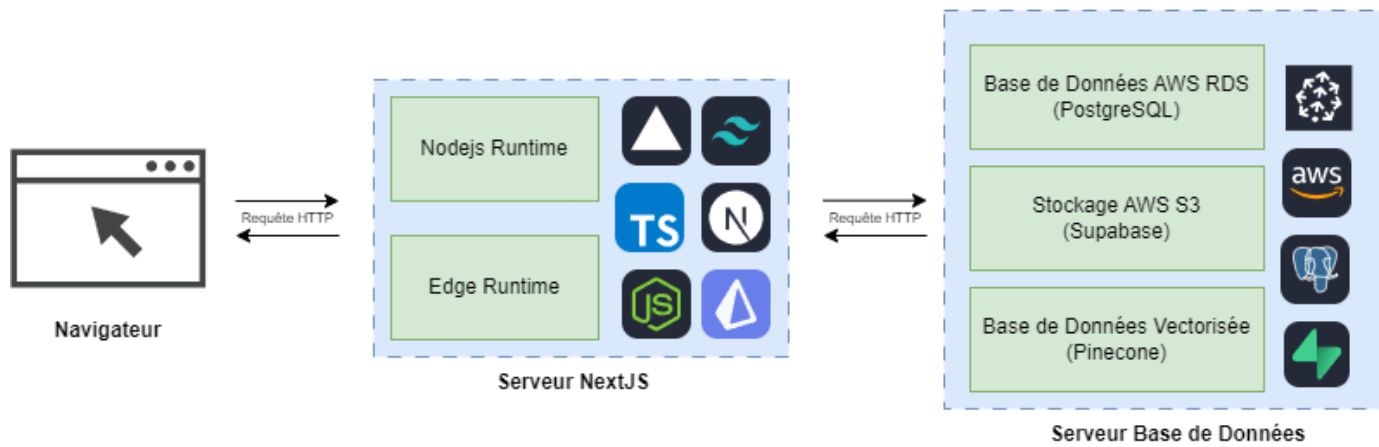 Navigateur
Requête HTTP
Nodejs Runtime
Edge Runtime
TS
N
JS
Serveur NextJS
Requête HTTP
Base de Données AWS RDS
(PostgreSQL)
Stockage AWS S3
(Supabase)
Base de Données Vectorisée
(Pinecone)
aws
Serveur Base de Données